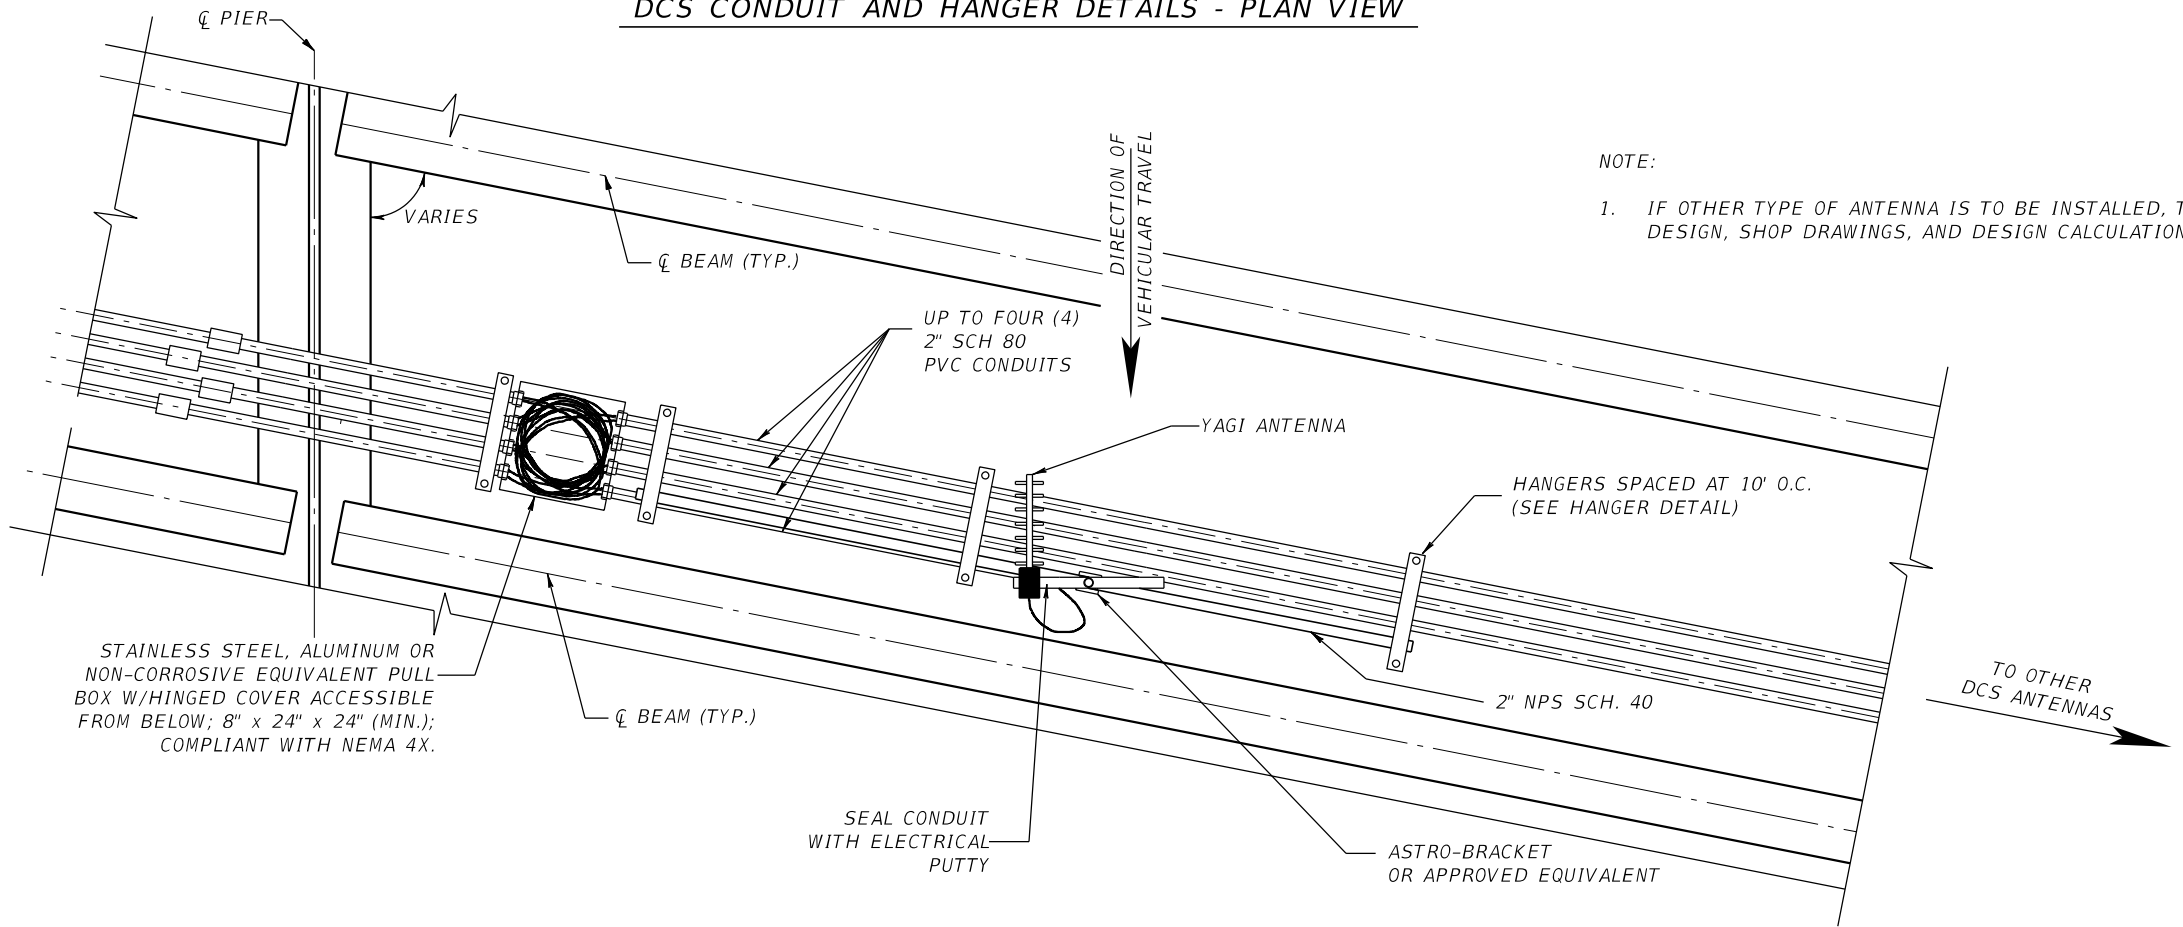 DCS CONDUIT AND HANGER DETAILS - PLAN VIEW
℄ PIER
DIRECTION OF
VEHICULAR TRAVEL
NOTE:
1. IF OTHER TYPE OF ANTENNA IS TO BE INSTALLED,
DESIGN, SHOP DRAWINGS, AND DESIGN
VARIES
℄ BEAM (TYP.)
UP TO FOUR (4)
2" SCH 80
PVC CONDUITS
YAGI ANTENNA
HANGERS SPACED AT 10' O.C.
(SEE HANGER DETAIL)
STAINLESS STEEL, ALUMINUM OR
NON-CORROSIVE EQUIVALENT PULL
BOX W/HINGED COVER ACCESSIBLE
FROM BELOW; 8" x 24" x 24" (MIN.);
COMPLIANT WITH NEMA 4X.
℄ BEAM (TYP.)
2" NPS SCH. 40
TO OTHER
DCS ANTENNAS
SEAL CONDUIT
WITH ELECTRICAL
PUTTY
ASTRO-BRACKET
OR APPROVED EQUIVALENT